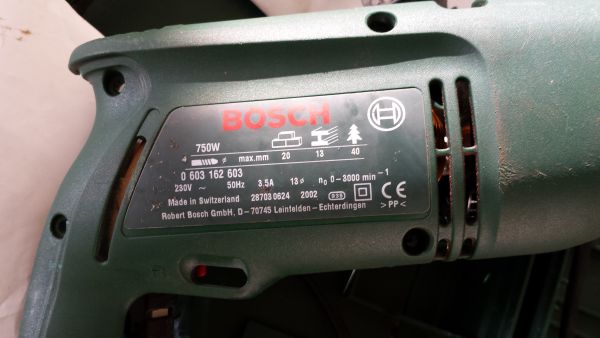 BOSCH
750W
max.mm 20 13 40
0 603 162 603
230V ~ 50Hz 3.5A 13 ø n0 0-3000 min -1
Made in Switzerland 28703 0624 2002
Robert Bosch GmbH, D - 70745 Leinfelden - Echterdingen
CE
>PP<